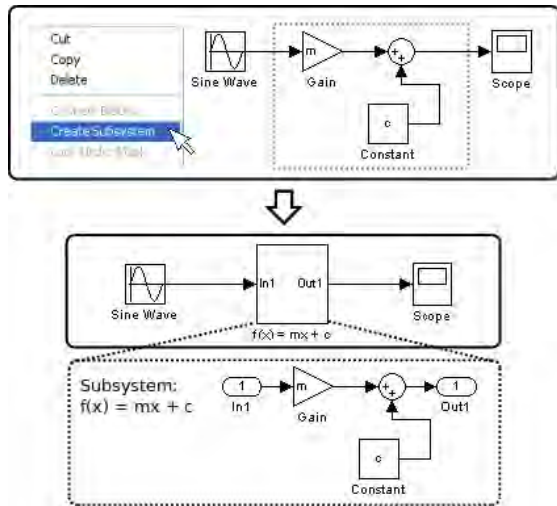 Cut
Copy
Delete
Create Subsystem
Sine Wave
m
Gain
+
+
c
Constant
Scope
Sine Wave
In1 Out1
f(x) = mx + c
Scope
Subsystem:
f(x) = mx + c
1
In1
m
Gain
+
+
1
Out1
c
Constant